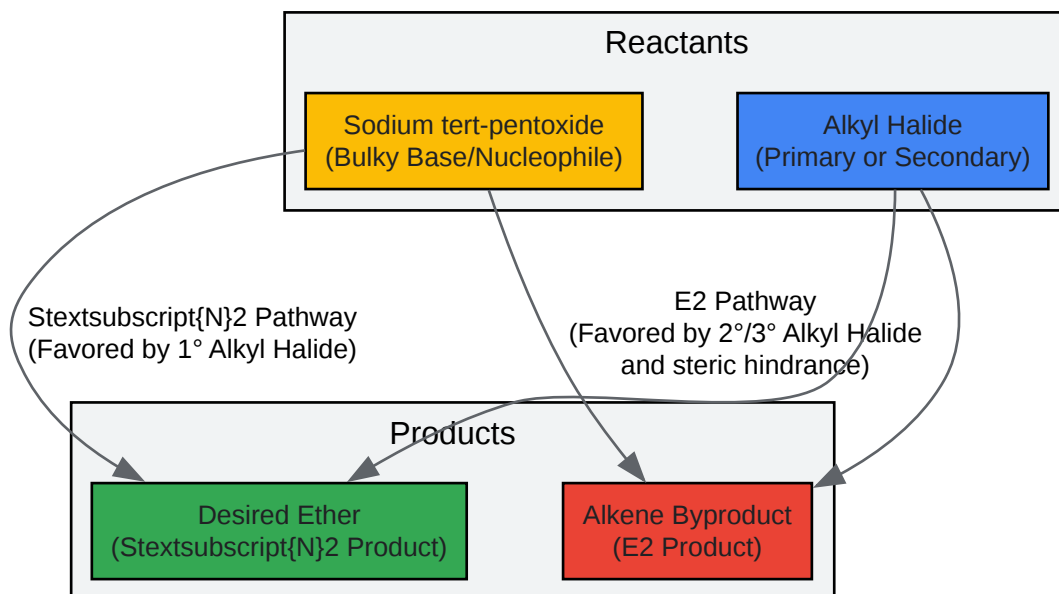 Reactants
Sodium tert-pentoxide
(Bulky Base/Nucleophile)
Alkyl Halide
(Primary or Secondary)
Stextsubscript{N}2 Pathway
(Favored by 1° Alkyl Halide)
E2 Pathway
(Favored by 2°/3° Alkyl Halide
and steric hindrance)
Products
Desired Ether
(Stextsubscript{N}2 Product)
Alkene Byproduct
(E2 Product)